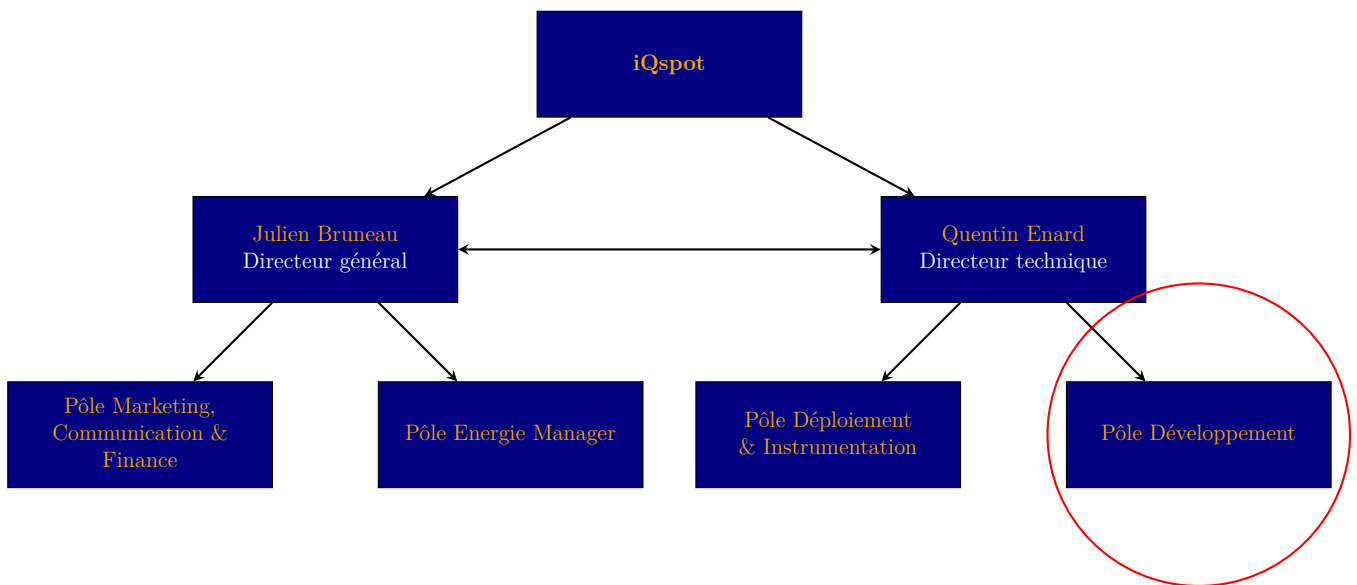 iQspot
Julien Bruneau
Directeur général
Quentin Enard
Directeur technique
Pôle Marketing,
Communication &
Finance
Pôle Energie Manager
Pôle Déploiement
& Instrumentation
Pôle Développement